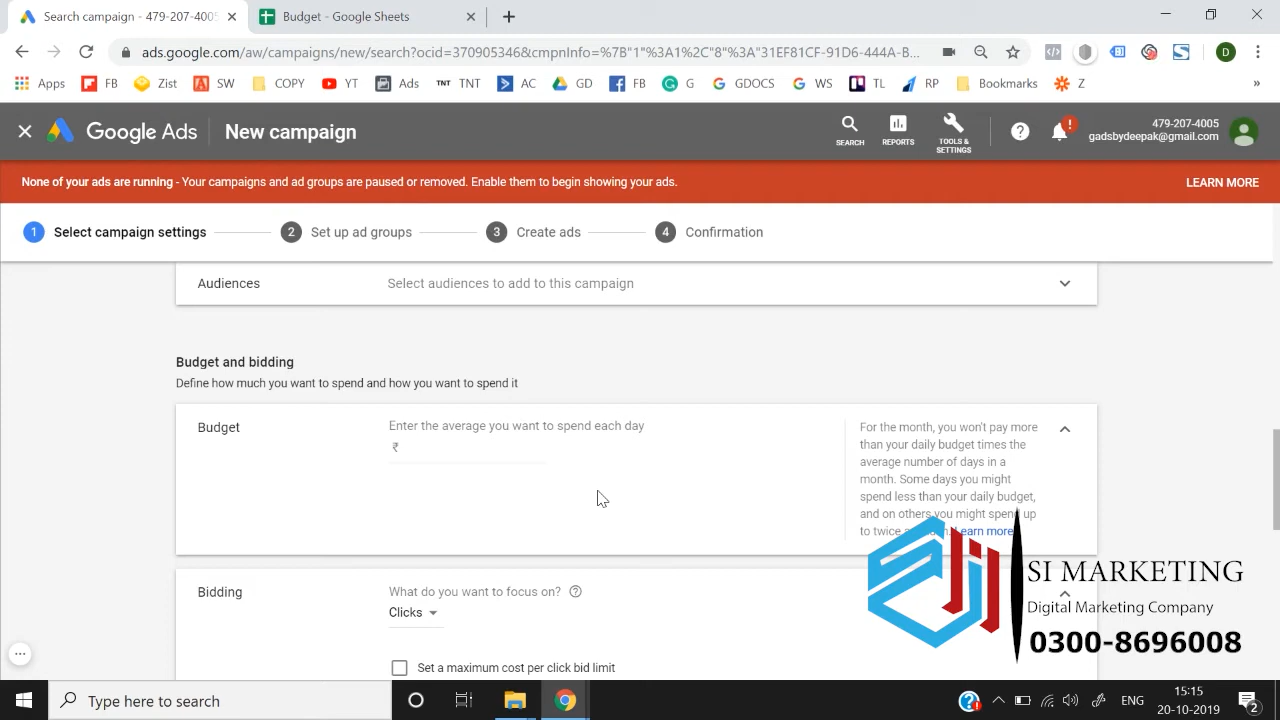 Search campaign - 479-207-4005
Budget - Google Sheets
ads.google.com/aw/campaigns/new/search?ocid=370905346&cmpnInfo=%7B"1"%3A1%2C"8"%3A"31EF81CF-91D6-444A-B...
D
Apps
FB
Zist
SW
COPY
YT
Ads
TNT TNT
AC
GD
FB
G
GDOCS
WS
TL
RP
Bookmarks
Z
»
Google Ads
New campaign
SEARCH
REPORTS
TOOLS &
SETTINGS
479-207-4005
gadsbydeepak@gmail.com
None of your ads are running - Your campaigns and ad groups are paused or removed. Enable them to begin showing your ads.
LEARN MORE
1 Select campaign settings
2 Set up ad groups
3 Create ads
4 Confirmation
Audiences
Select audiences to add to this campaign
Budget and bidding
Define how much you want to spend and how you want to spend it
Budget
Enter the average you want to spend each day
₹
For the month, you won't pay more
than your daily budget times the
average number of days in a
month. Some days you might
spend less than your daily budget,
and on others you might spend up
to twice
Learn more
Bidding
What do you want to focus on?
Clicks
Set a maximum cost per click bid limit
SI MARKETING
Digital Marketing Company
0300-8696008
Type here to search
ENG
15:15
20-10-2019
2